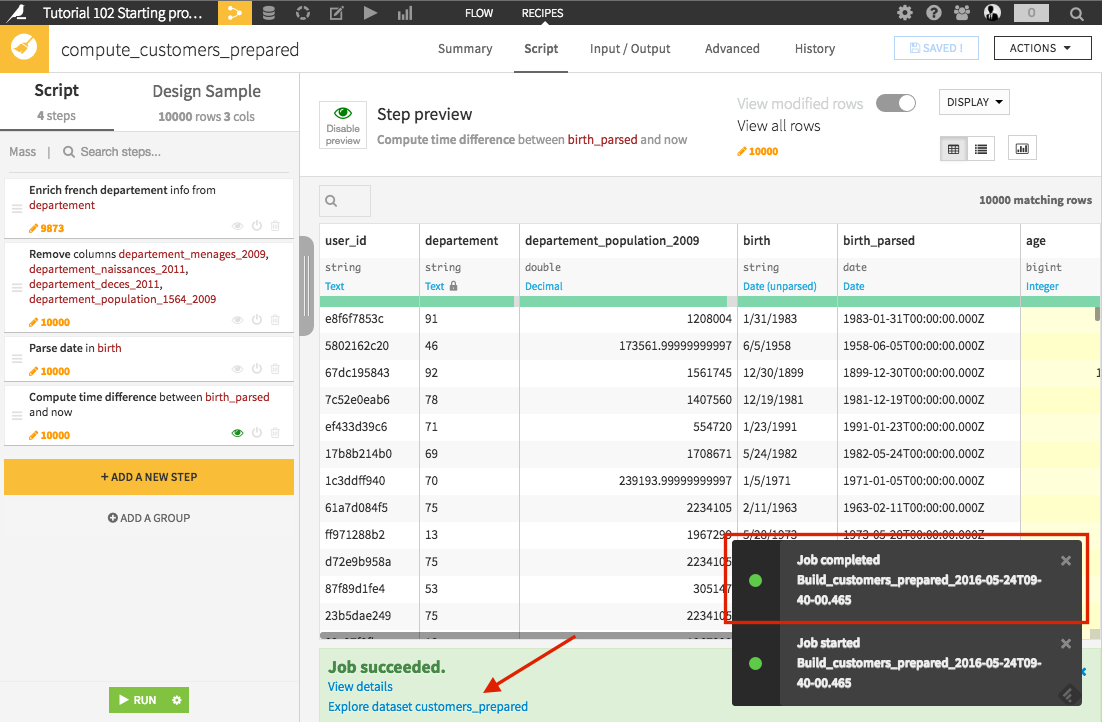 Tutorial 102 Starting pro... FLOW RECIPES 0
compute_customers_prepared Summary Script Input / Output Advanced History SAVED ! ACTIONS
Script Design Sample
4 steps 10000 rows 3 cols
Mass | Search steps...
Enrich french departement info from
departement
9873
Remove columns departement_menages_2009,
departement_naissances_2011,
departement_deces_2011,
departement_population_1564_2009
10000
Parse date in birth
10000
Compute time difference between birth_parsed
and now
10000
+ ADD A NEW STEP
ADD A GROUP
RUN
Disable
preview
Step preview
Compute time difference between birth_parsed and now
View modified rows
View all rows
10000
DISPLAY
10000 matching rows
user_id departement departement_population_2009 birth birth_parsed age
string string double string date bigint
Text Text Decimal Date (unparsed) Date Integer
e8f6f7853c 91 1208004 1/31/1983 1983-01-31T00:00:00.000Z
5802162c20 46 173561.99999999997 6/5/1958 1958-06-05T00:00:00.000Z
67dc195843 92 1561745 12/30/1899 1899-12-30T00:00:00.000Z 1
7c52e0eab6 78 1407560 12/19/1981 1981-12-19T00:00:00.000Z
ef433d39c6 71 554720 1/23/1991 1991-01-23T00:00:00.000Z
17b8b214b0 69 1708671 5/24/1982 1982-05-24T00:00:00.000Z
1c3ddff940 70 239193.99999999997 1/5/1971 1971-01-05T00:00:00.000Z
61a7d084f5 75 2234105 2/11/1963 1963-02-11T00:00:00.000Z
ff971288b2 13 1967299 5/28/1973 1973-05-28T00:00:00.000Z
d72e9b958a 75 2234105
87f89d1fe4 53 305147
23b5dae249 75 2234105
Job completed
Build_customers_prepared_2016-05-24T09-
40-00.465
Job started
Build_customers_prepared_2016-05-24T09-
40-00.465
Job succeeded.
View details
Explore dataset customers_prepared